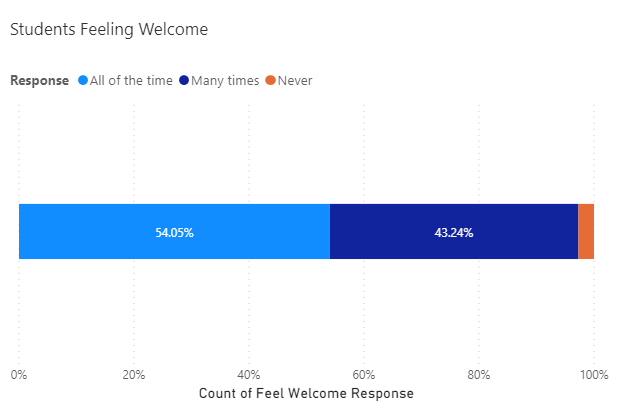 Students Feeling Welcome
Response All of the time Many times Never
54.05% 43.24%
0% 20% 40% 60% 80% 100%
Count of Feel Welcome Response